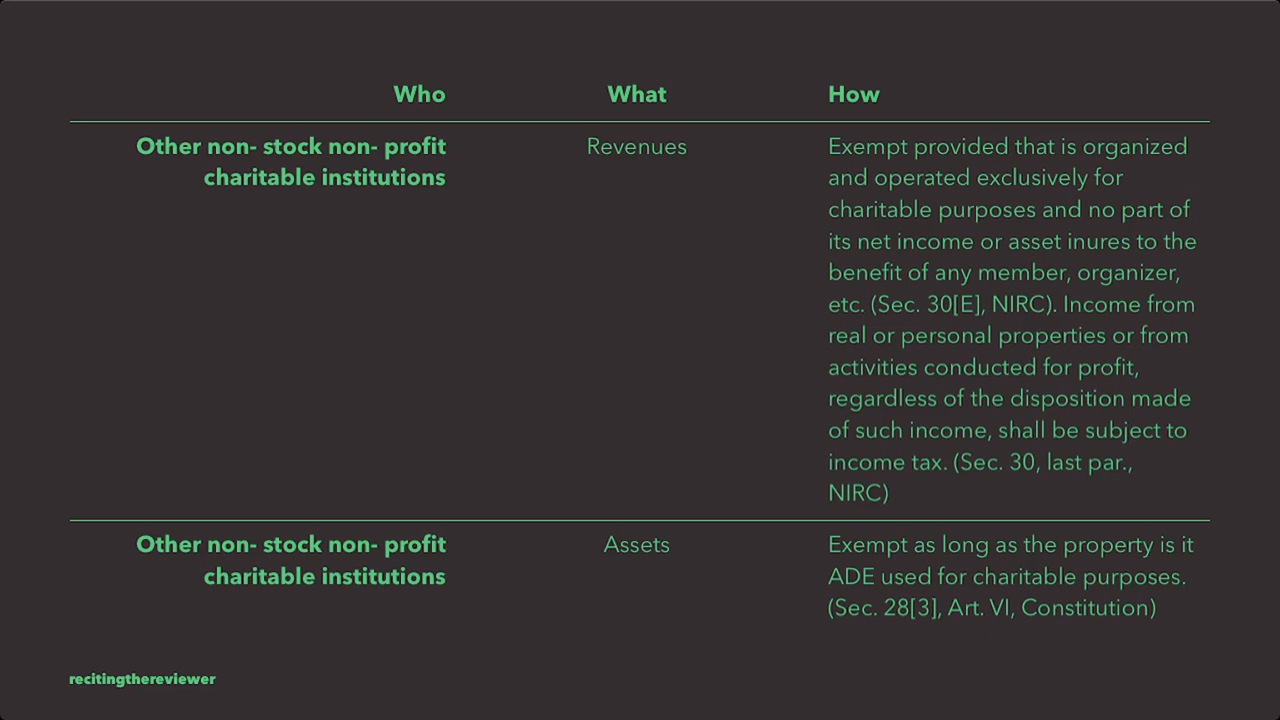 Who What How
Other non- stock non- profit Revenues Exempt provided that is organized
charitable institutions and operated exclusively for
charitable purposes and no part of
its net income or asset inures to the
benefit of any member, organizer,
etc. (Sec. 30[E], NIRC). Income from
real or personal properties or from
activities conducted for profit,
regardless of the disposition made
of such income, shall be subject to
income tax. (Sec. 30, last par.,
NIRC)
Other non- stock non- profit Assets Exempt as long as the property is it
charitable institutions ADE used for charitable purposes.
(Sec. 28[3], Art. VI, Constitution)
recitingthereviewer